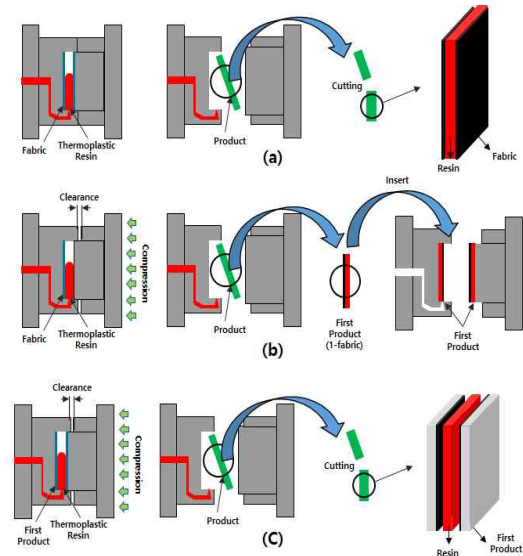 Fabric
Thermoplastic
Resin
Product
Cutting
Resin
Fabric
(a)
Clearance
Compression
Fabric
Thermoplastic
Resin
Product
First
Product
(1-fabric)
Insert
First
Product
(b)
Clearance
Compression
First
Product
Thermoplastic
Resin
Product
Cutting
Resin
First
Product
(C)